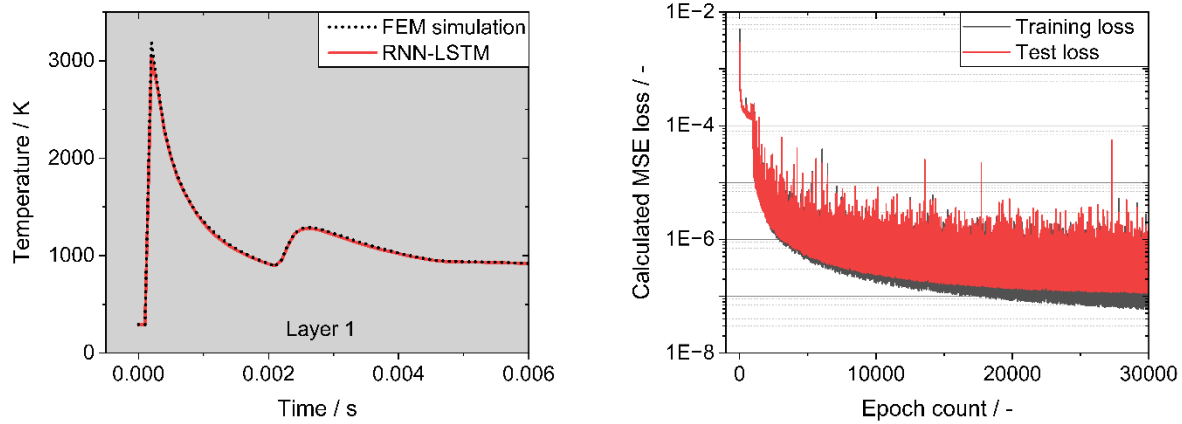 FEM simulation
RNN-LSTM
3000
2000
1000
0
Temperature / K
Layer 1
0.000 0.002 0.004 0.006
Time / s
1E-2
1E-4
1E-6
1E-8
Calculated MSE loss / -
Training loss
Test loss
0 10000 20000 30000
Epoch count / -